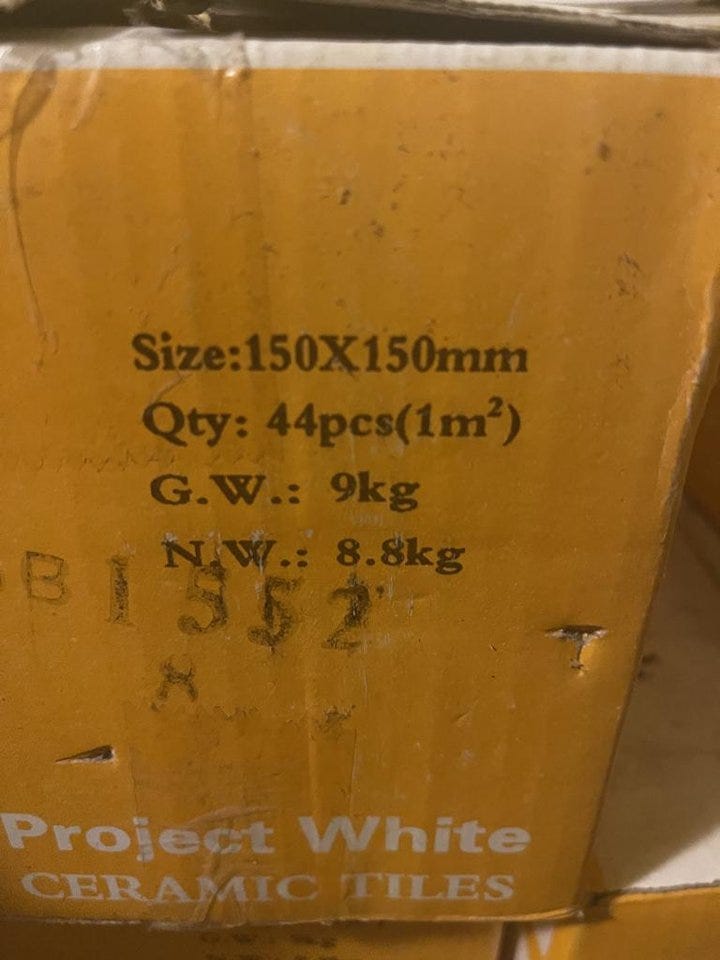 Size:150X150mm
Qty: 44pcs(1m²)
G.W.: 9kg
N.W.: 8.8kg
B1552
A
Project White
CERAMIC TILES